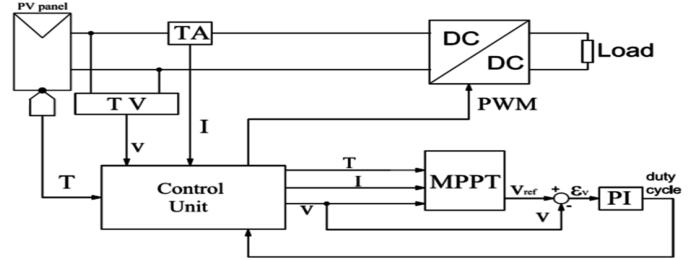 PV panel
TA
DC
DC
Load
T V
PWM
I
v
T
Control
Unit
T
I
v
MPPT
Vref
+
-
εv
v
PI
duty
cycle